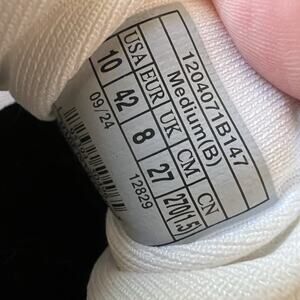 1204071B147
Medium(B)
USA EUR UK CM CN
10 42 8 27 270(1.5)
09/24
12829